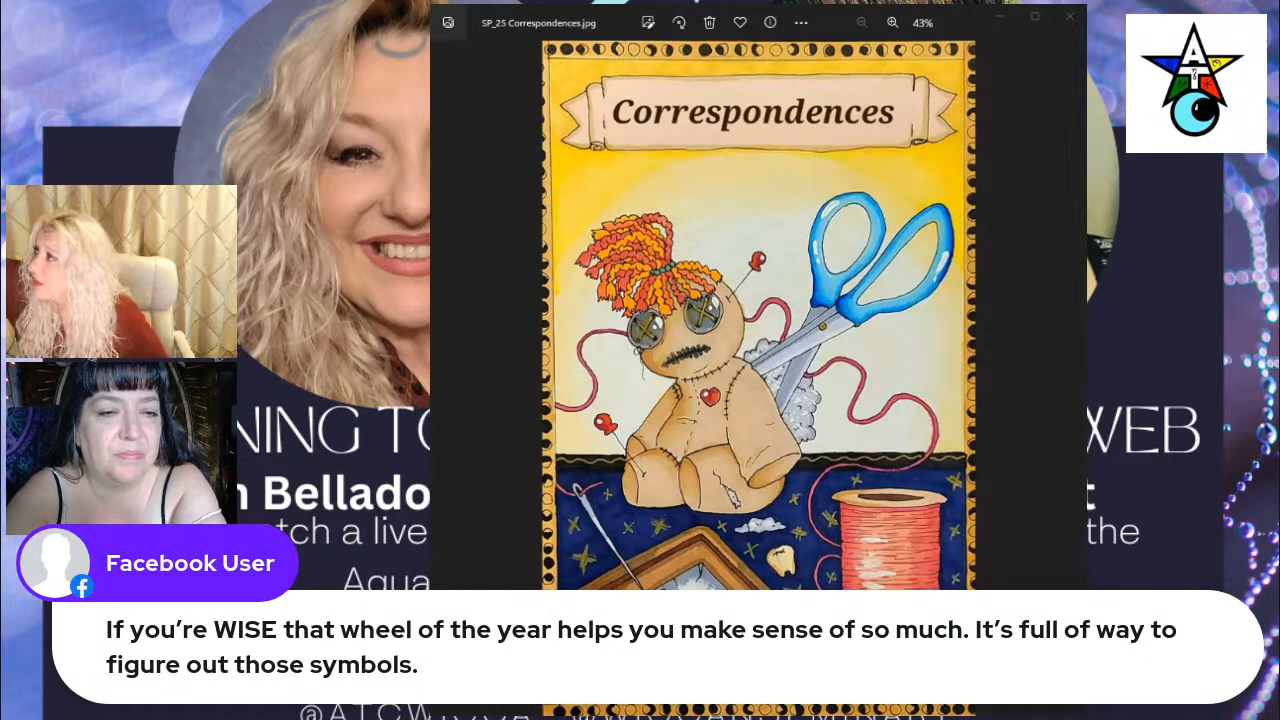 SP_25 Correspondences.jpg
43%
Correspondences
NING TO
WEB
Bellado
tch a live
the
Aqua
Facebook User
If you’re WISE that wheel of the year helps you make sense of so much. It’s full of way to
figure out those symbols.